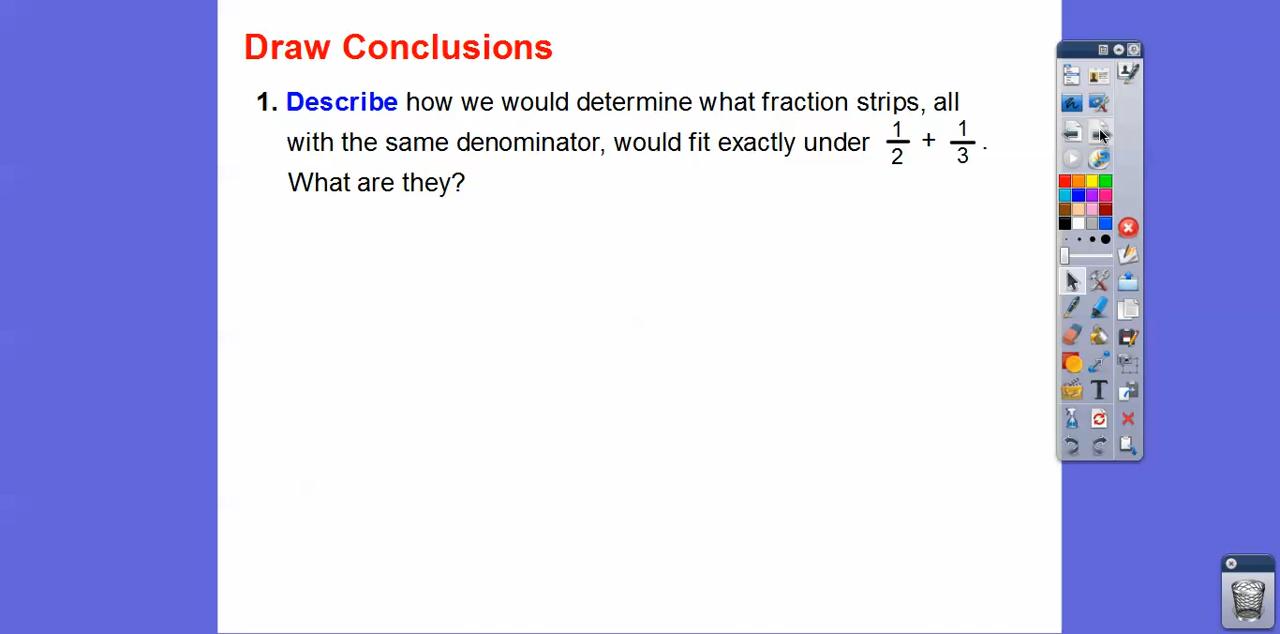 Draw Conclusions
1. Describe how we would determine what fraction strips, all
with the same denominator, would fit exactly under 1/2 + 1/3.
What are they?
T